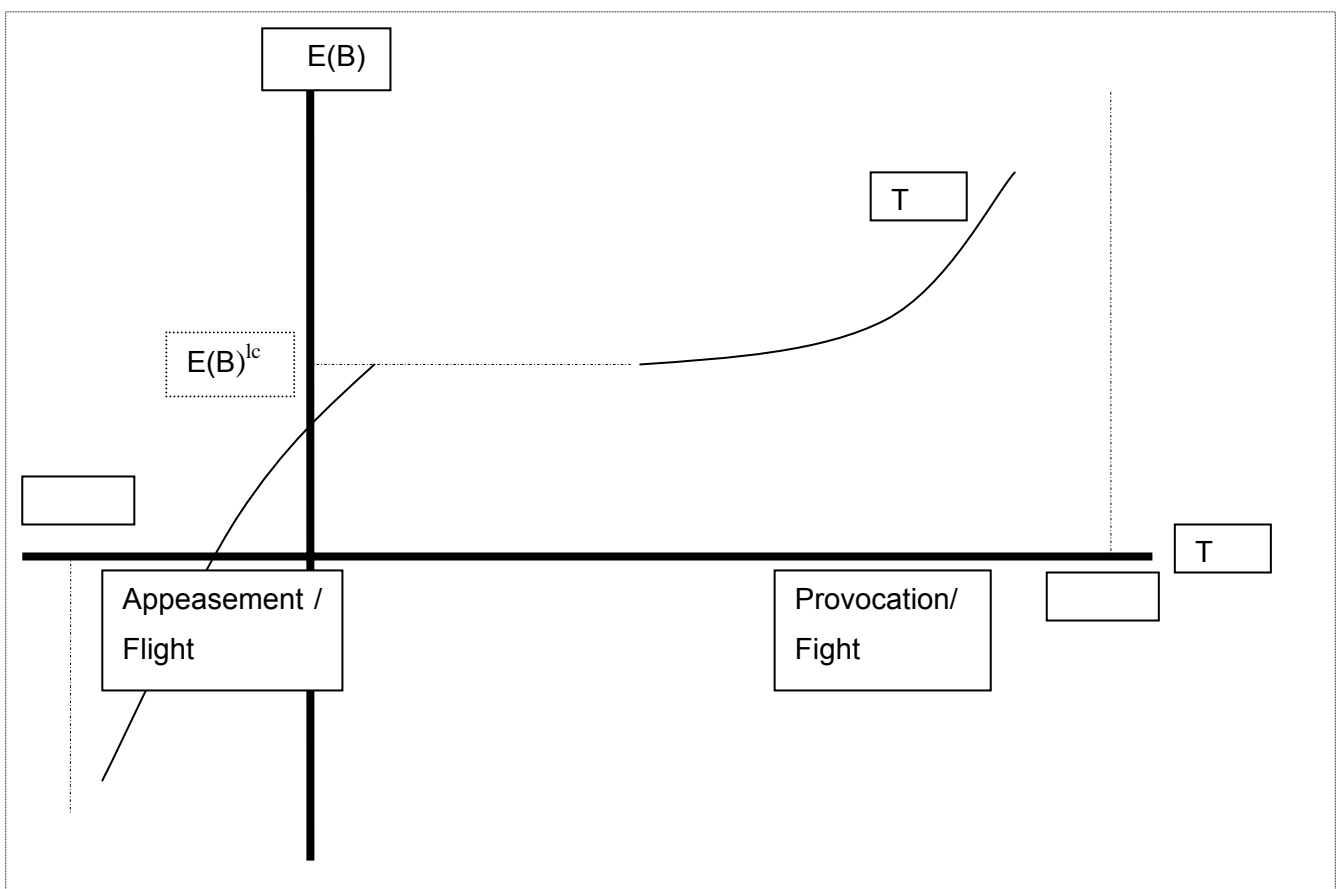 E(B)
T
E(B)^lc
T
Appeasement /
Flight
Provocation/
Fight